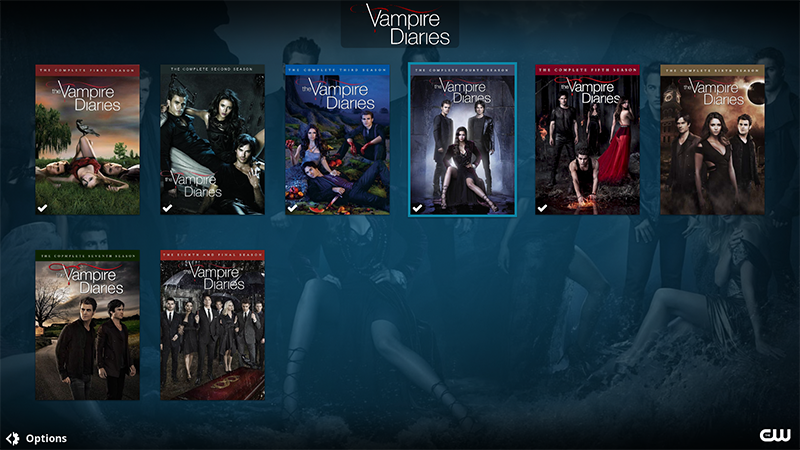 Vampire
Diaries
THE COMPLETE FIRST SEASON
the Vampire
Diaries
THE COMPLETE SECOND SEASON
the Vampire
Diaries
THE COMPLETE THIRD SEASON
the Vampire
Diaries
THE COMPLETE FOURTH SEASON
the Vampire
Diaries
THE COMPLETE FIFTH SEASON
the Vampire
Diaries
THE COMPLETE SIXTH SEASON
the Vampire
Diaries
THE COMPLETE SEVENTH SEASON
the Vampire
Diaries
THE EIGHTH AND FINAL SEASON
the Vampire
Diaries
Options
CW